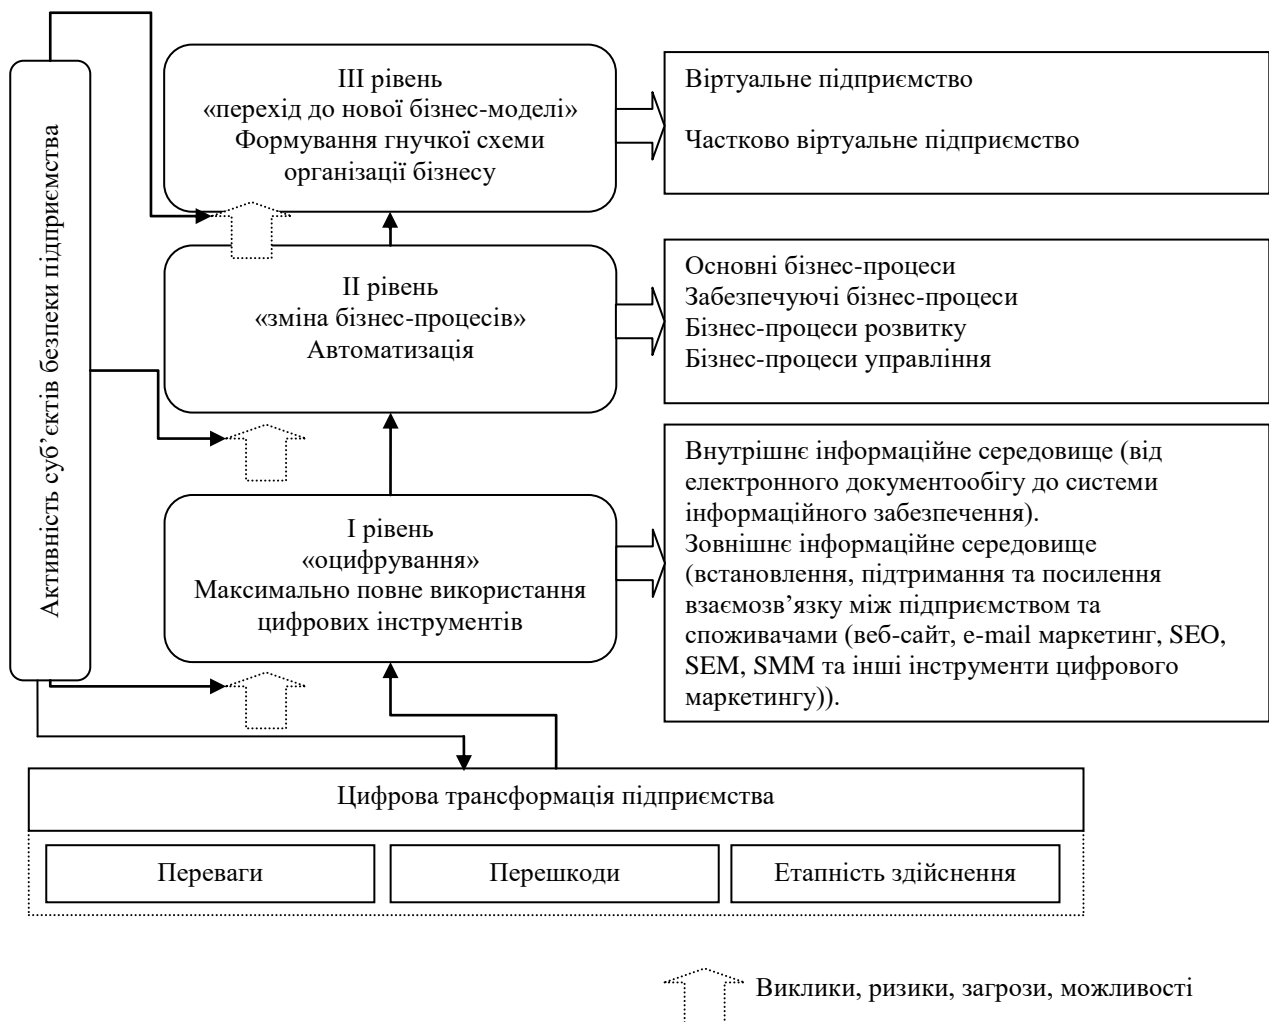 Активність суб’єктів безпеки підприємства
III рівень
«перехід до нової бізнес-моделі»
Формування гнучкої схеми
організації бізнесу
Віртуальне підприємство
Частково віртуальне підприємство
II рівень
«зміна бізнес-процесів»
Автоматизація
Основні бізнес-процеси
Забезпечуючі бізнес-процеси
Бізнес-процеси розвитку
Бізнес-процеси управління
I рівень
«оцифрування»
Максимально повне використання
цифрових інструментів
Внутрішнє інформаційне середовище (від
електронного документообігу до системи
інформаційного забезпечення).
Зовнішнє інформаційне середовище
(встановлення, підтримання та посилення
взаємозв’язку між підприємством та
споживачами (веб-сайт, e-mail маркетинг, SEO,
SEM, SMM та інші інструменти цифрового
маркетингу)).
Цифрова трансформація підприємства
Переваги
Перешкоди
Етапність здійснення
Виклики, ризики, загрози, можливості